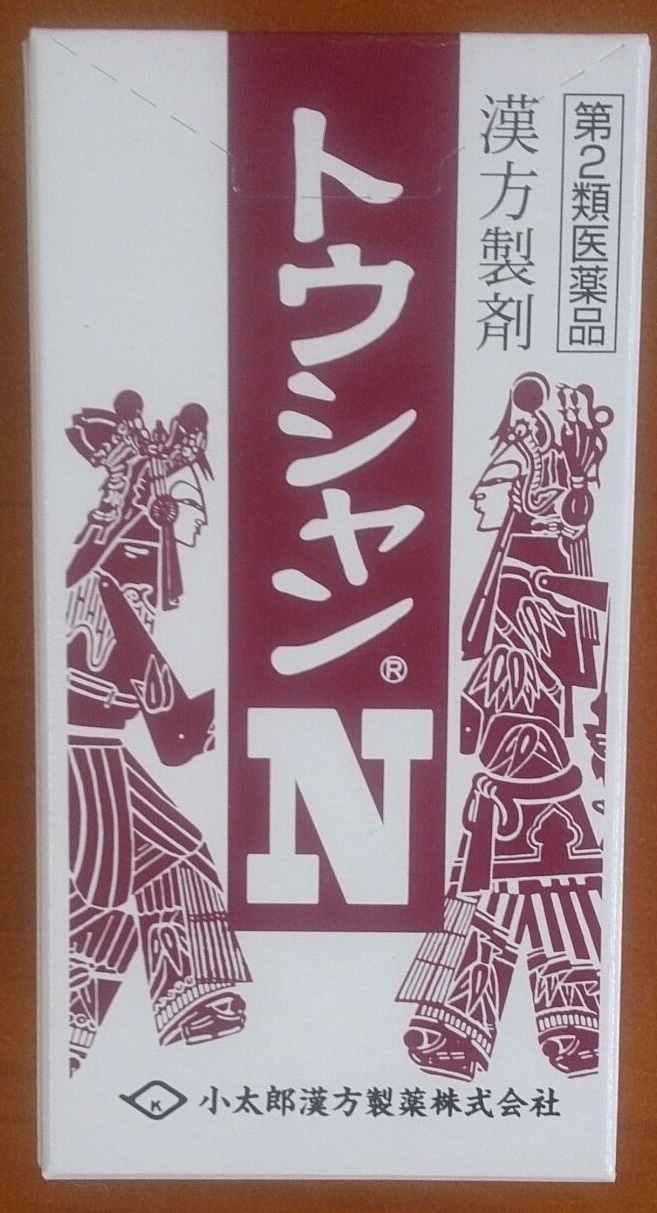 第2類医薬品
漢方製剤
トウシャン®
N
K
小太郎漢方製薬株式会社